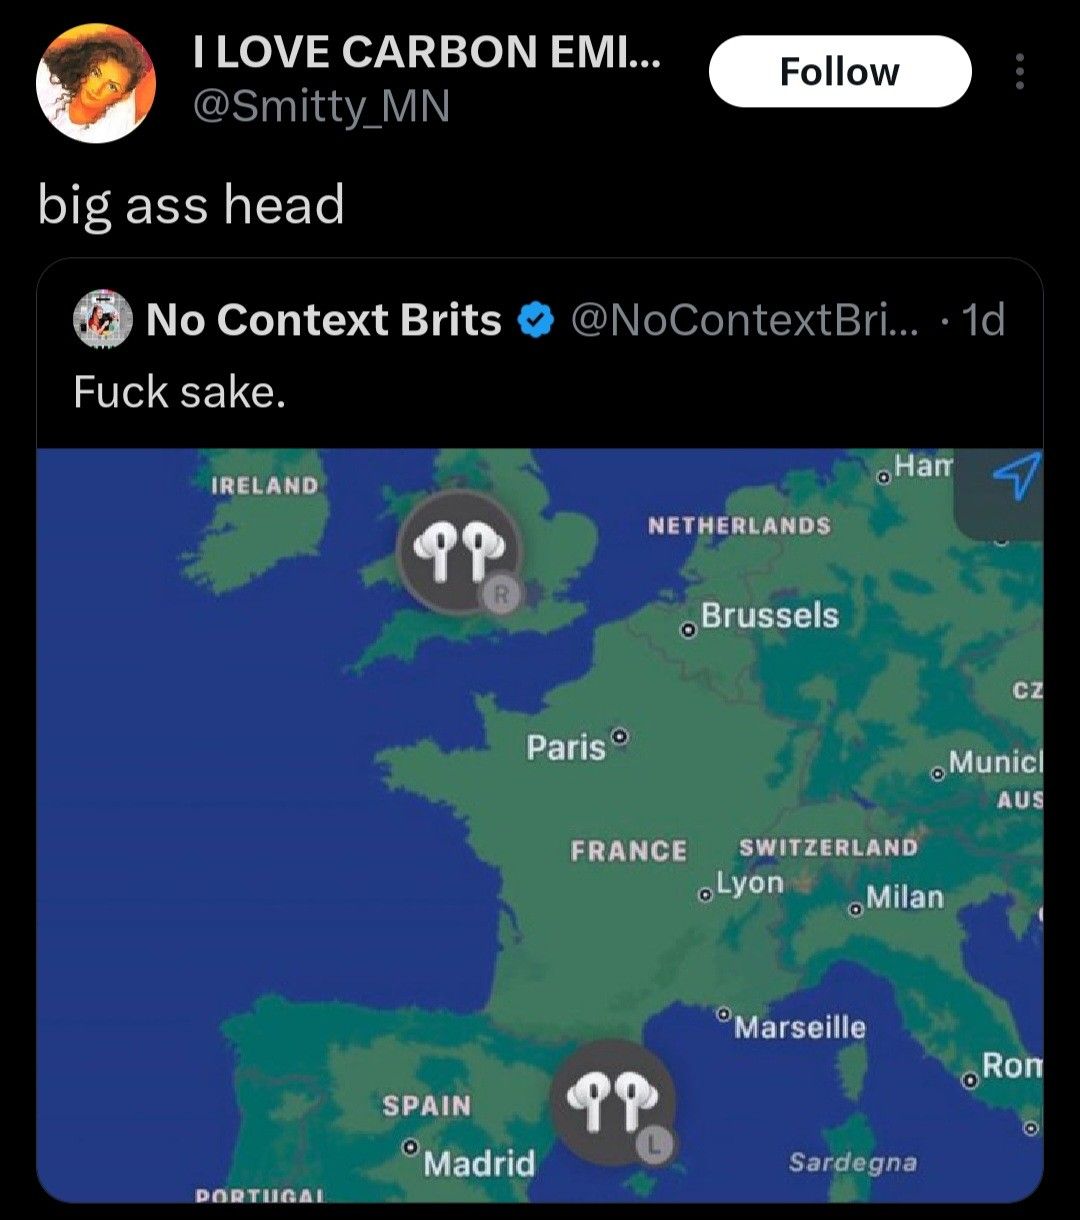 I LOVE CARBON EMI...
Follow
@Smitty_MN
big ass head
No Context Brits @NoContextBri... · 1d
Fuck sake.
IRELAND
Ham
NETHERLANDS
R
Brussels
CZ
Paris
Munich
AUS
FRANCE
SWITZERLAND
Lyon
Milan
Marseille
Rom
SPAIN
L
Madrid
Sardegna
PORTUGAL